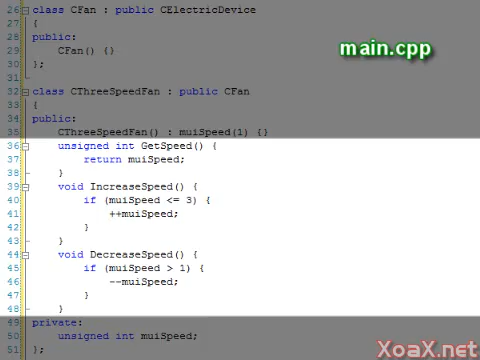 main.cpp
26 class CFan : public CElectricDevice
27 {
28 public:
29     CFan() {}
30 };
31
32 class CThreeSpeedFan : public CFan
33 {
34 public:
35     CThreeSpeedFan() : muiSpeed(1) {}
36     unsigned int GetSpeed() {
37         return muiSpeed;
38     }
39     void IncreaseSpeed() {
40         if (muiSpeed <= 3) {
41             ++muiSpeed;
42         }
43     }
44     void DecreaseSpeed() {
45         if (muiSpeed > 1) {
46             --muiSpeed;
47         }
48     }
49 private:
50     unsigned int muiSpeed;
51 };
XoaX.net